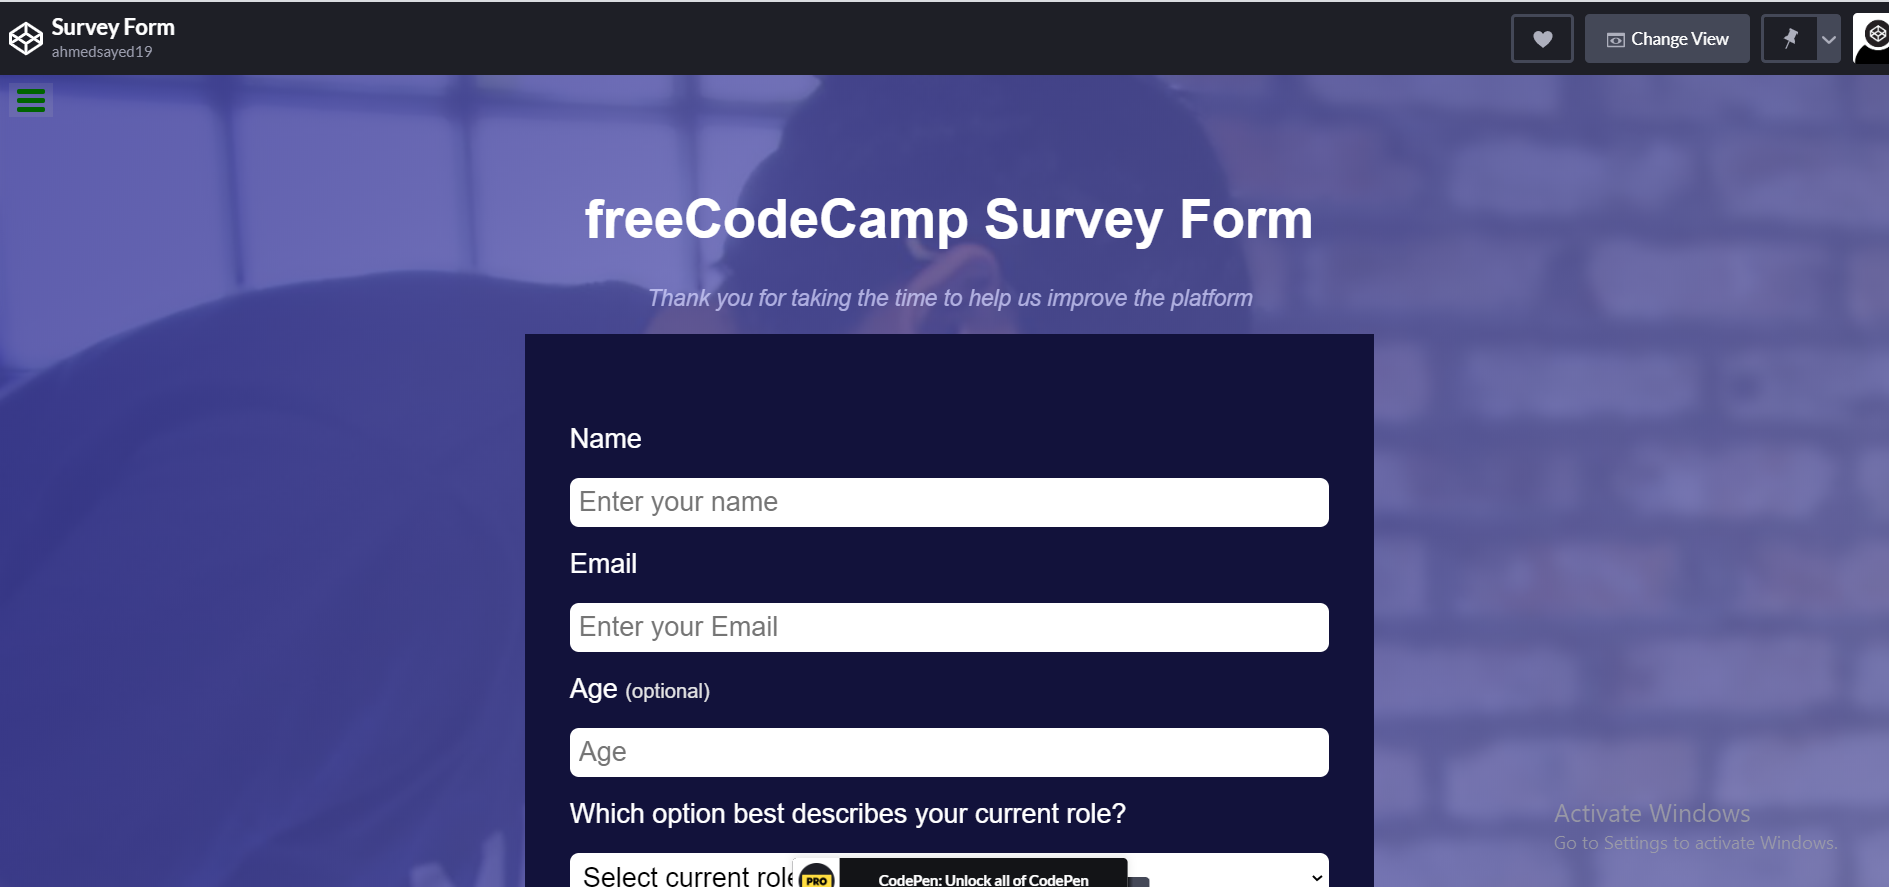 Survey Form
ahmedsayed19
Change View
freeCodeCamp Survey Form
Thank you for taking the time to help us improve the platform
Name
Enter your name
Email
Enter your Email
Age (optional)
Age
Which option best describes your current role?
Select current role
PRO
CodePen: Unlock all of CodePen
Activate Windows
Go to Settings to activate Windows.